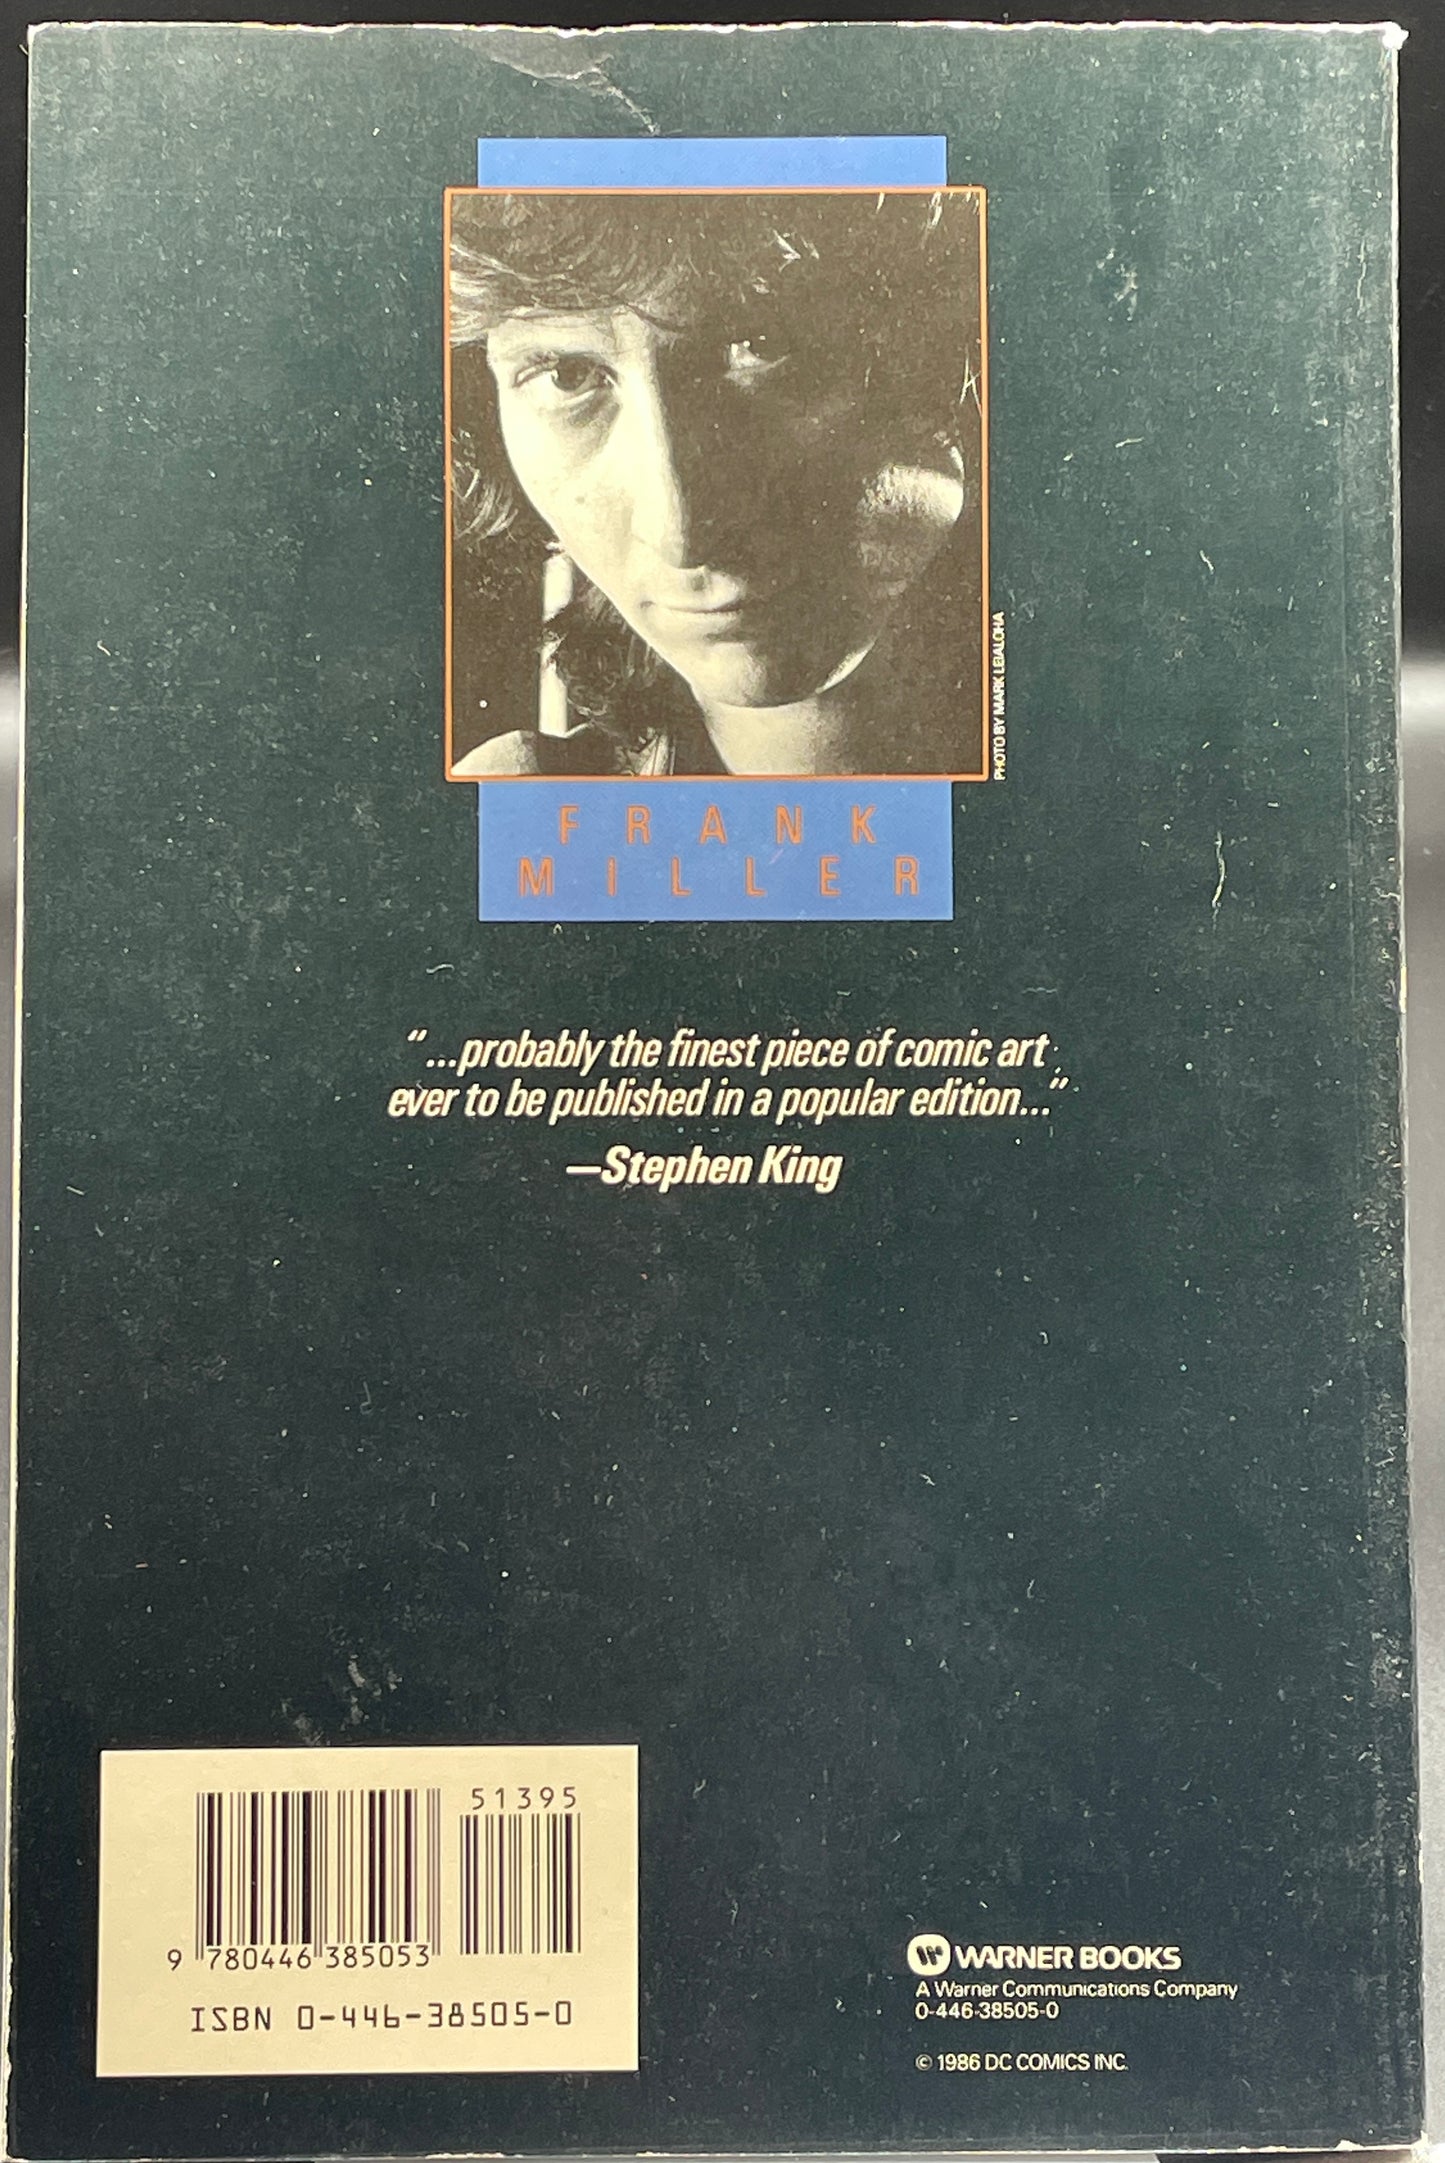 PHOTO BY MARK LEIALOHA
FRANK
MILLER
“...probably the finest piece of comic art
ever to be published in a popular edition...”
—Stephen King
51395
9 780446 385053
ISBN 0-446-38505-0
WARNER BOOKS
A Warner Communications Company
0-446-38505-0
© 1986 DC COMICS INC.